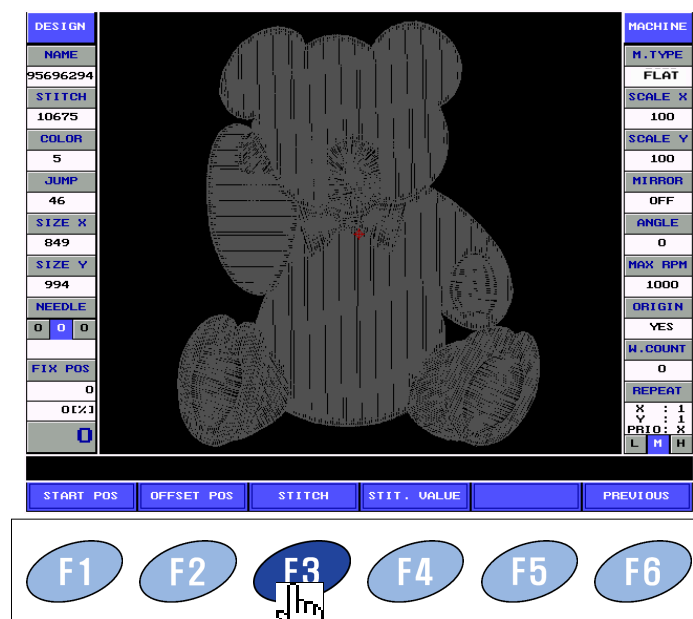 DESIGN
NAME
95696294
STITCH
10675
COLOR
5
JUMP
46
SIZE X
849
SIZE Y
994
NEEDLE
0 0 0
FIX POS
0
0[%]
0
MACHINE
M.TYPE
FLAT
SCALE X
100
SCALE Y
100
MIRROR
OFF
ANGLE
0
MAX RPM
1000
ORIGIN
YES
W.COUNT
0
REPEAT
X : 1
Y : 1
PRIO: X
L M H
START POS OFFSET POS STITCH STIT. VALUE PREVIOUS
F1 F2 F3 F4 F5 F6